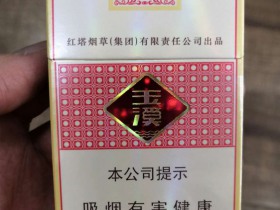 红塔烟草(集团)有限责任公司出品
玉溪
本公司提示
吸烟有害健康